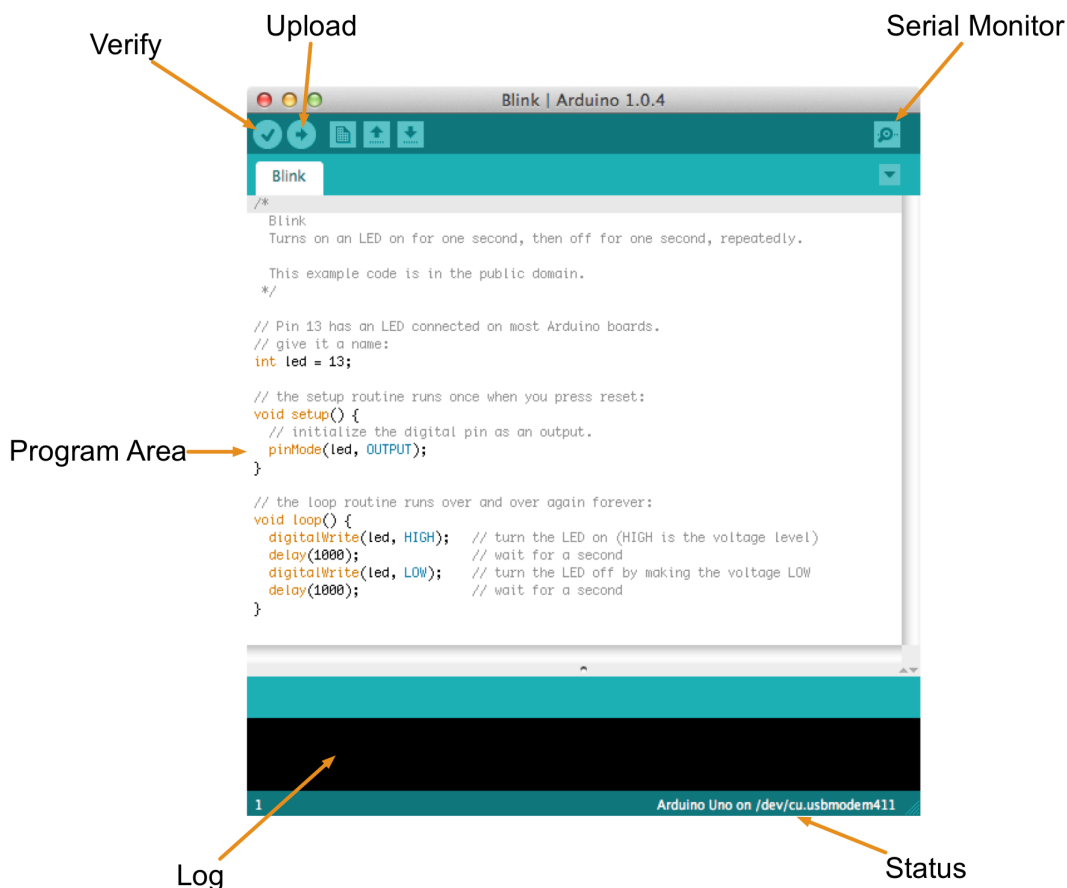 Upload
Serial Monitor
Verify
Blink | Arduino 1.0.4
Blink
/*
  Blink
  Turns on an LED on for one second, then off for one second, repeatedly.

  This example code is in the public domain.
 */

// Pin 13 has an LED connected on most Arduino boards.
// give it a name:
int led = 13;

// the setup routine runs once when you press reset:
void setup() {
  // initialize the digital pin as an output.
  pinMode(led, OUTPUT);
}
Program Area

// the loop routine runs over and over again forever:
void loop() {
  digitalWrite(led, HIGH);   // turn the LED on (HIGH is the voltage level)
  delay(1000);               // wait for a second
  digitalWrite(led, LOW);    // turn the LED off by making the voltage LOW
  delay(1000);               // wait for a second
}
1
Arduino Uno on /dev/cu.usbmodem411
Log
Status